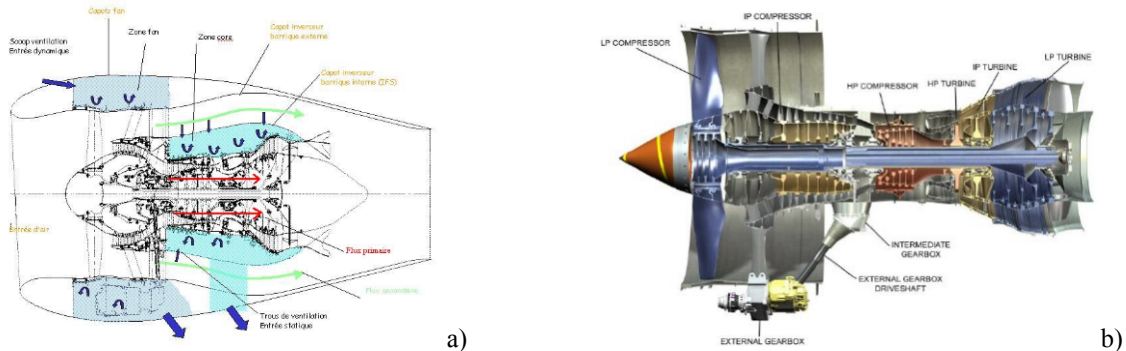 Capots fan
Scoop ventilation
Entrée dynamique
Zone fan
Zone core
Capot inverseur
barrique externe
Capot inverseur
barrique interne (IFS)
Entrée d'air
Flux primaire
Flux secondaire
Trous de ventilation
Entrée statique
a)
IP COMPRESSOR
LP COMPRESSOR
HP COMPRESSOR
HP TURBINE
IP TURBINE
LP TURBINE
INTERMEDIATE
GEARBOX
EXTERNAL GEARBOX
DRIVESHAFT
EXTERNAL GEARBOX
b)